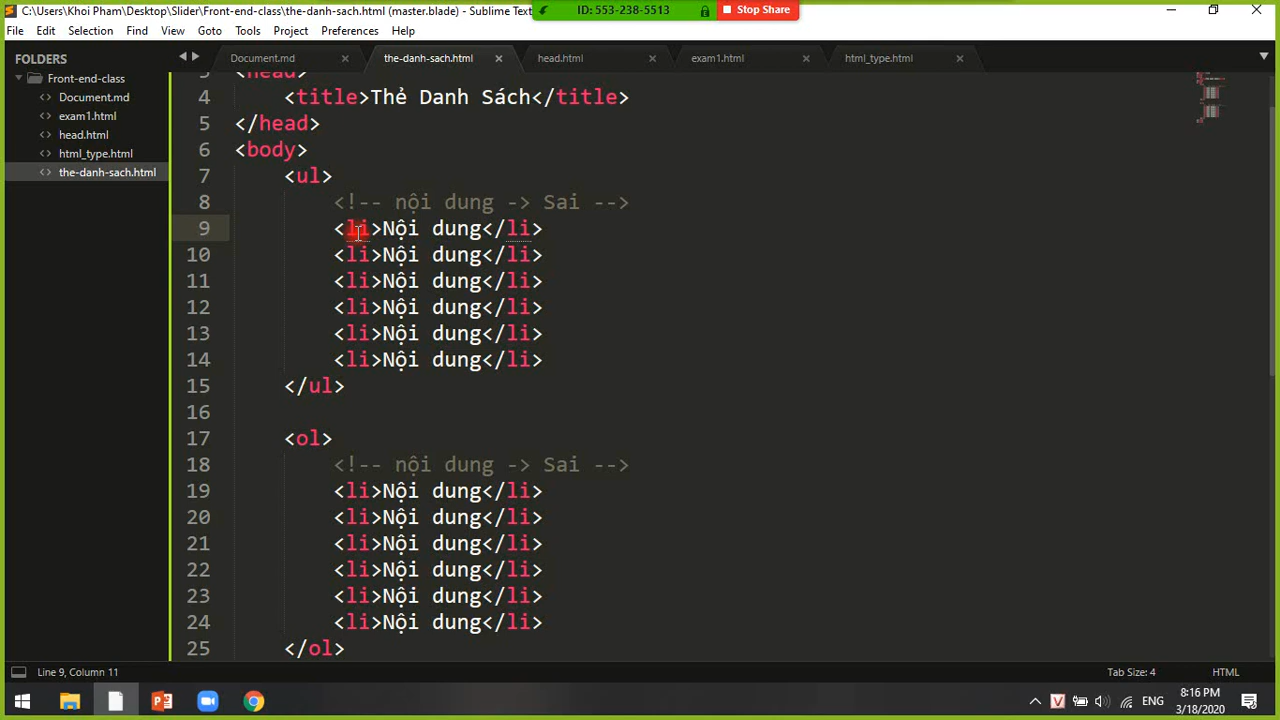 C:\Users\Khoi Pham\Desktop\Slider\Front-end-class\the-danh-sach.html (master.blade) - Sublime Text
ID: 553-238-5513
Stop Share
File Edit Selection Find View Goto Tools Project Preferences Help
FOLDERS
Front-end-class
Document.md
exam1.html
head.html
html_type.html
the-danh-sach.html
Document.md the-danh-sach.html head.html exam1.html html_type.html
3 <head>
4 <title>Thẻ Danh Sách</title>
5 </head>
6 <body>
7 <ul>
8 <!-- nội dung -> Sai -->
9 <li>Nội dung</li>
10 <li>Nội dung</li>
11 <li>Nội dung</li>
12 <li>Nội dung</li>
13 <li>Nội dung</li>
14 <li>Nội dung</li>
15 </ul>
16
17 <ol>
18 <!-- nội dung -> Sai -->
19 <li>Nội dung</li>
20 <li>Nội dung</li>
21 <li>Nội dung</li>
22 <li>Nội dung</li>
23 <li>Nội dung</li>
24 <li>Nội dung</li>
25 </ol>
Line 9, Column 11
Tab Size: 4
HTML
V
ENG
8:16 PM
3/18/2020